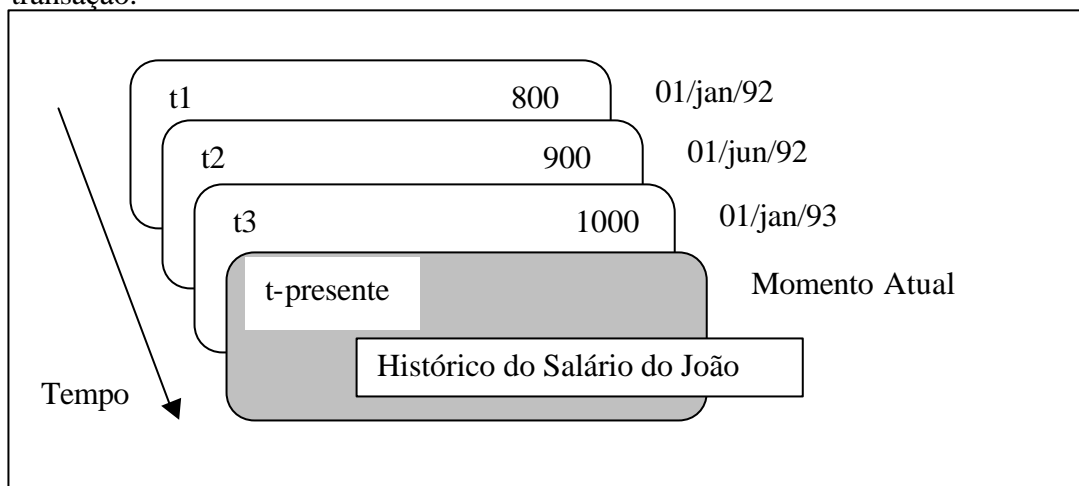 transação.
t1 800 01/jan/92
t2 900 01/jun/92
t3 1000 01/jan/93
t-presente Momento Atual
Histórico do Salário do João
Tempo